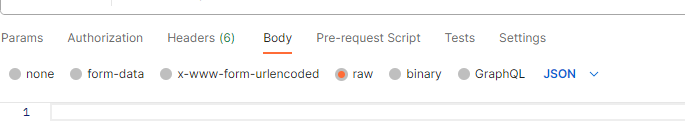 Params Authorization Headers (6) Body Pre-request Script Tests Settings
none form-data x-www-form-urlencoded raw binary GraphQL JSON
1